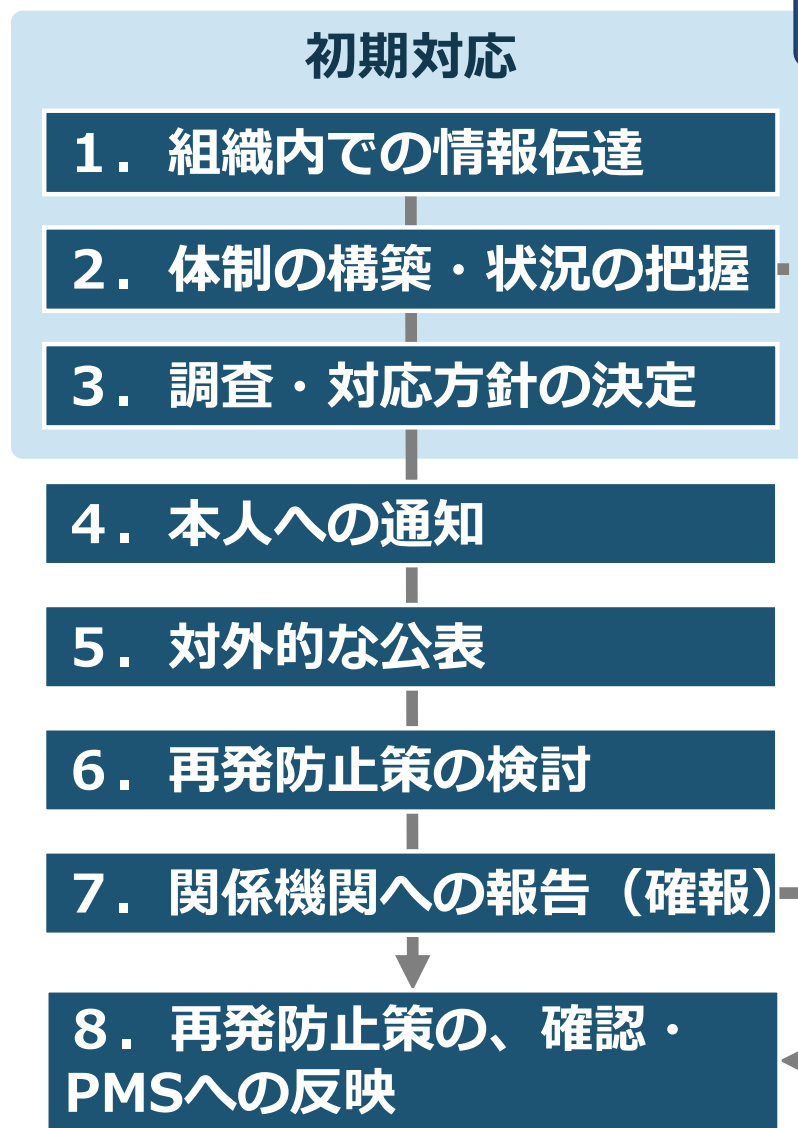 初期対応
1．組織内での情報伝達
2．体制の構築・状況の把握
3．調査・対応方針の決定
4．本人への通知
5．対外的な公表
6．再発防止策の検討
7．関係機関への報告（確報）
8．再発防止策の、確認・
PMSへの反映